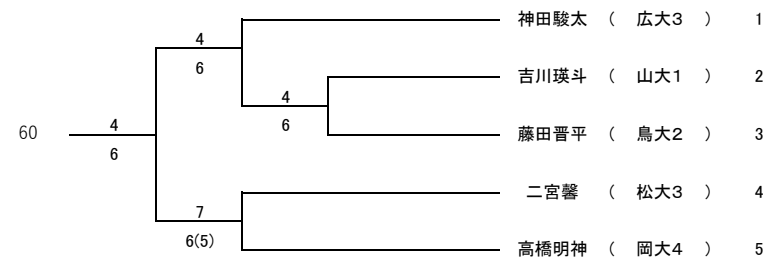 神田駿太 （ 広大３ ） 1
4
6
吉川瑛斗 （ 山大１ ） 2
4
6
60
4
6
藤田晋平 （ 鳥大２ ） 3
二宮馨 （ 松大３ ） 4
7
6(5)
高橋明神 （ 岡大４ ） 5